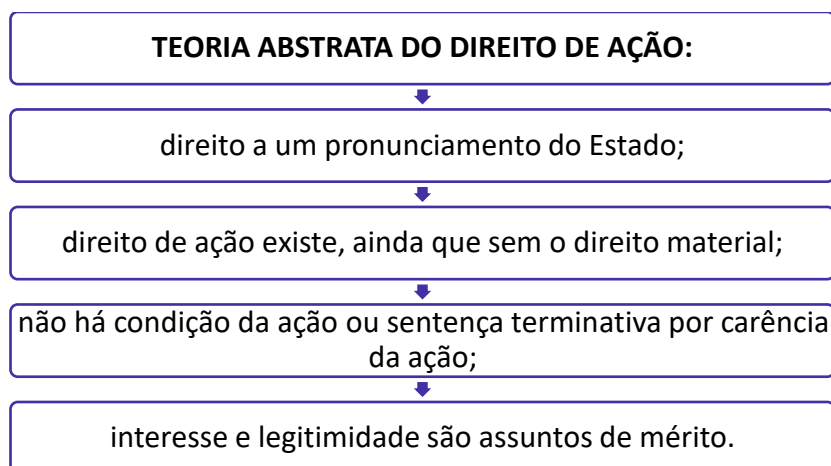 TEORIA ABSTRATA DO DIREITO DE AÇÃO:
direito a um pronunciamento do Estado;
direito de ação existe, ainda que sem o direito material;
não há condição da ação ou sentença terminativa por carência
da ação;
interesse e legitimidade são assuntos de mérito.